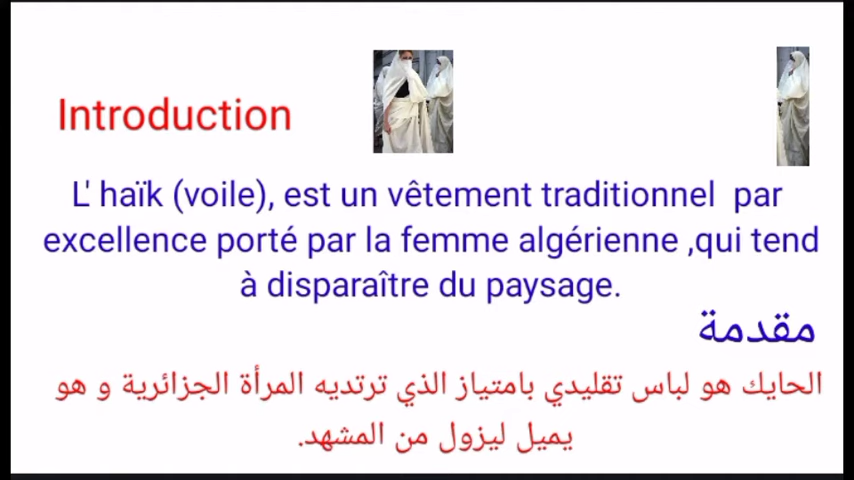 Introduction
L' haïk (voile), est un vêtement traditionnel par
excellence porté par la femme algérienne ,qui tend
à disparaître du paysage.
مقدمة
الحايك هو لباس تقليدي بامتياز الذي ترتديه المرأة الجزائرية و هو
يميل ليزول من المشهد.